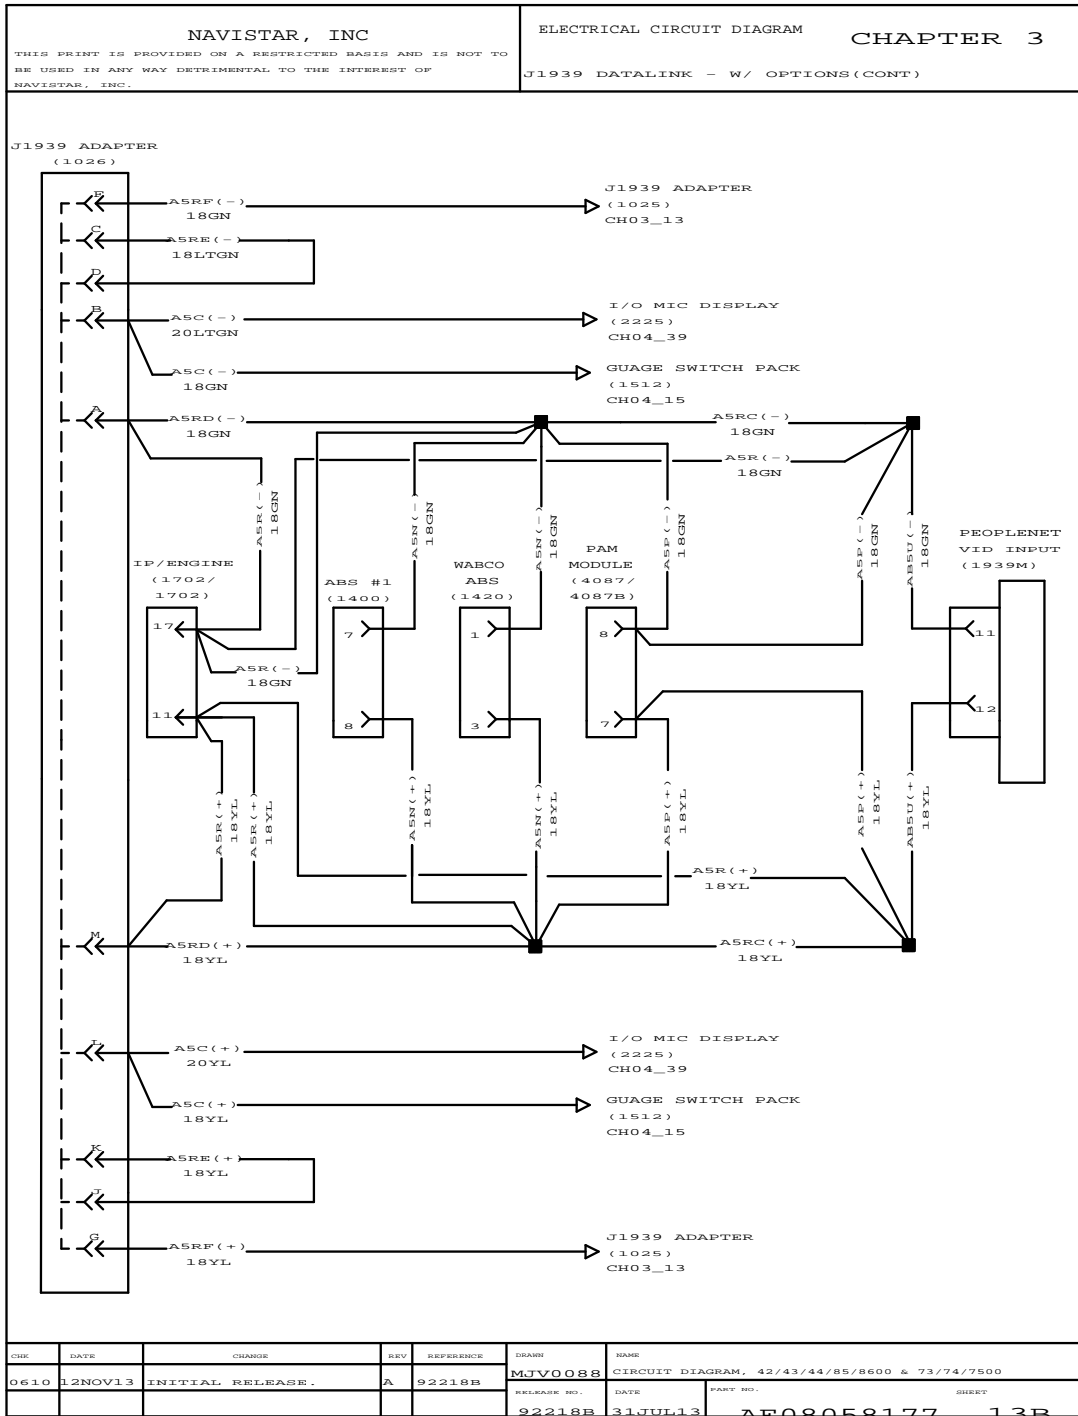 NAVISTAR, INC
THIS PRINT IS PROVIDED ON A RESTRICTED BASIS AND IS NOT TO
BE USED IN ANY WAY DETRIMENTAL TO THE INTEREST OF
NAVISTAR, INC.
ELECTRICAL CIRCUIT DIAGRAM
CHAPTER 3
J1939 DATALINK - W/ OPTIONS(CONT)
J1939 ADAPTER
(1026)
E
A5RF(-)
18GN
J1939 ADAPTER
(1025)
CH03_13
C
A5RE(-)
18LTGN
D
B
A5C(-)
20LTGN
I/O MIC DISPLAY
(2225)
CH04_39
A5C(-)
18GN
GUAGE SWITCH PACK
(1512)
CH04_15
A
A5RD(-)
18GN
A5RC(-)
18GN
A5R(-)
18GN
A5R(-)
18GN
A5N(-)
18GN
A5N(-)
18GN
A5P(-)
18GN
A5P(-)
18GN
AB5U(-)
18GN
IP/ENGINE
(1702/
1702)
17
11
A5R(-)
18GN
ABS #1
(1400)
7
8
WABCO
ABS
(1420)
1
3
PAM
MODULE
(4087/
4087B)
8
7
PEOPLENET
VID INPUT
(1939M)
11
12
A5R(+)
18YL
A5R(+)
18YL
A5N(+)
18YL
A5N(+)
18YL
A5P(+)
18YL
A5P(+)
18YL
AB5U(+)
18YL
A5R(+)
18YL
M
A5RD(+)
18YL
A5RC(+)
18YL
L
A5C(+)
20YL
I/O MIC DISPLAY
(2225)
CH04_39
A5C(+)
18YL
GUAGE SWITCH PACK
(1512)
CH04_15
K
A5RE(+)
18YL
J
G
A5RF(+)
18YL
J1939 ADAPTER
(1025)
CH03_13
CHK DATE CHANGE REV REFERENCE
0610 12NOV13 INITIAL RELEASE. A 92218B
DRAWN
MJV0088
NAME
CIRCUIT DIAGRAM, 42/43/44/85/8600 & 73/74/7500
RELEASE NO.
92218B
DATE
31JUL13
PART NO. SHEET
AF08058177 13B